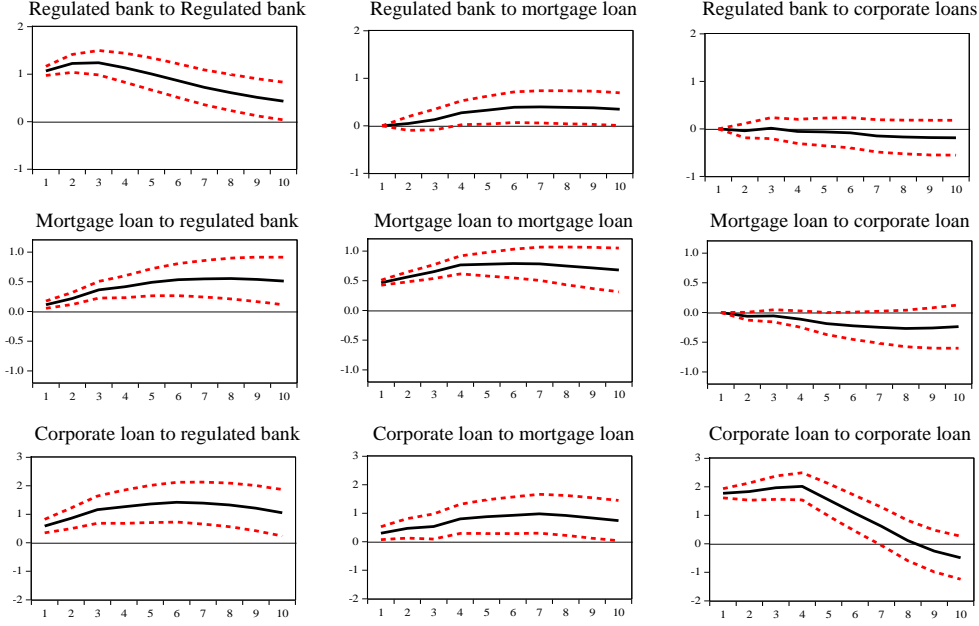 Regulated bank to Regulated bank
2
1
0
-1
1 2 3 4 5 6 7 8 9 10
Regulated bank to mortgage loan
2
1
0
-1
1 2 3 4 5 6 7 8 9 10
Regulated bank to corporate loans
2
1
0
-1
1 2 3 4 5 6 7 8 9 10
Mortgage loan to regulated bank
1.0
0.5
0.0
-0.5
-1.0
1 2 3 4 5 6 7 8 9 10
Mortgage loan to mortgage loan
1.0
0.5
0.0
-0.5
-1.0
1 2 3 4 5 6 7 8 9 10
Mortgage loan to corporate loan
1.0
0.5
0.0
-0.5
-1.0
1 2 3 4 5 6 7 8 9 10
Corporate loan to regulated bank
3
2
1
0
-1
-2
1 2 3 4 5 6 7 8 9 10
Corporate loan to mortgage loan
3
2
1
0
-1
-2
1 2 3 4 5 6 7 8 9 10
Corporate loan to corporate loan
3
2
1
0
-1
-2
1 2 3 4 5 6 7 8 9 10